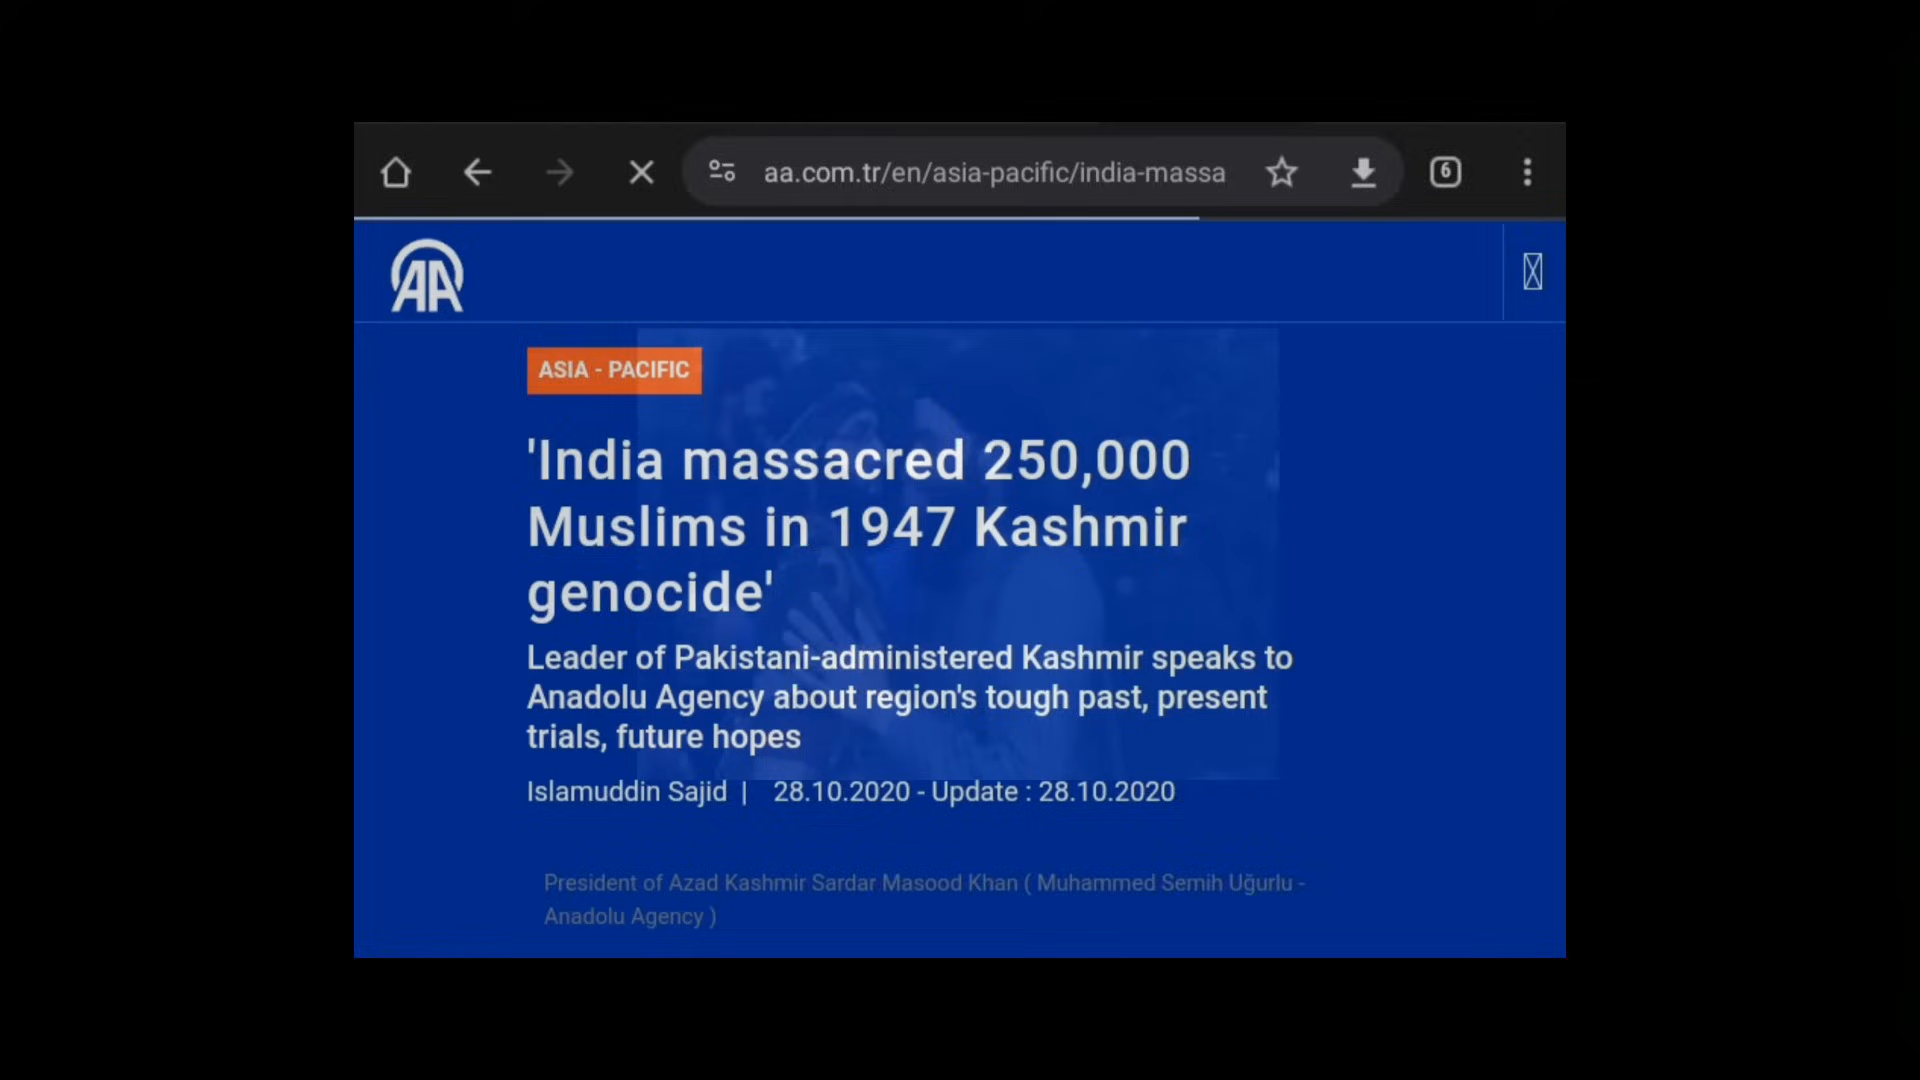 aa.com.tr/en/asia-pacific/india-massa
6
AA
ASIA - PACIFIC
'India massacred 250,000
Muslims in 1947 Kashmir
genocide'
Leader of Pakistani-administered Kashmir speaks to
Anadolu Agency about region's tough past, present
trials, future hopes
Islamuddin Sajid | 28.10.2020 - Update : 28.10.2020
President of Azad Kashmir Sardar Masood Khan ( Muhammed Semih Uğurlu -
Anadolu Agency )